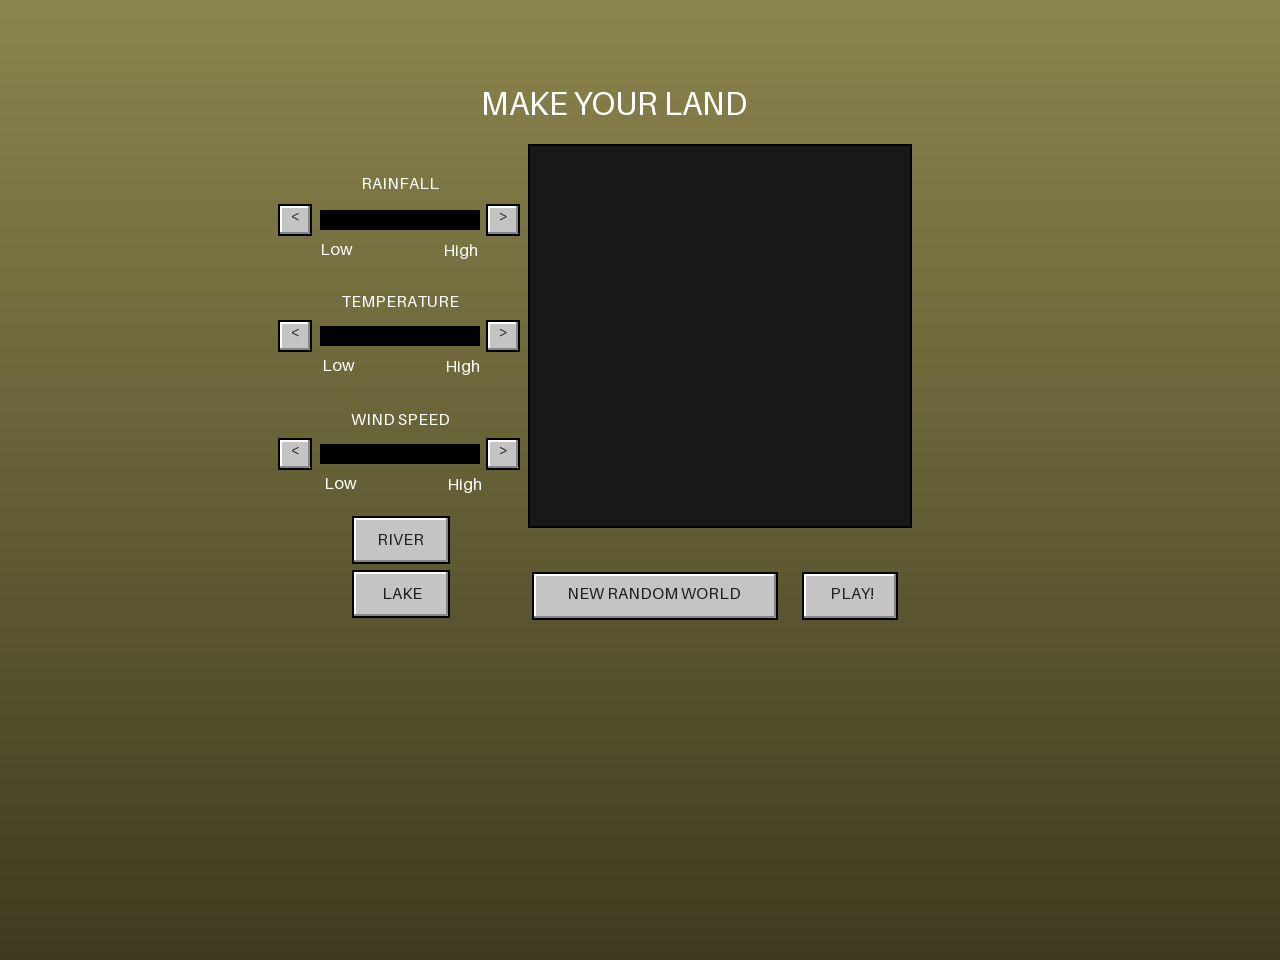 MAKE YOUR LAND
RAINFALL
< >
Low High
TEMPERATURE
< >
Low High
WIND SPEED
< >
Low High
RIVER
LAKE
NEW RANDOM WORLD
PLAY!